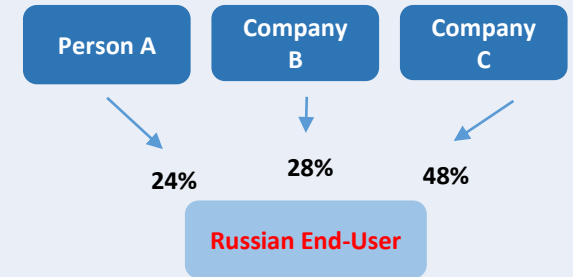 Person A
Company
B
Company
C
24%
28%
48%
Russian End-User